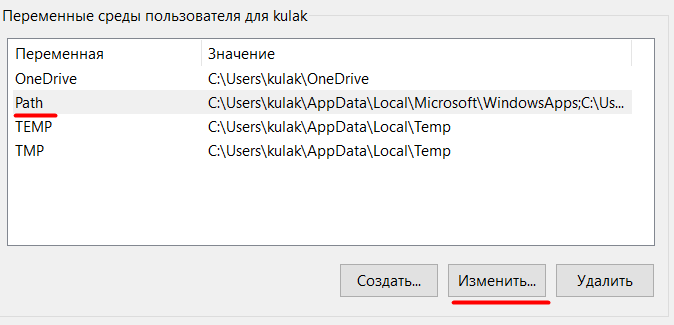 Переменные среды пользователя для kulak
Переменная Значение
OneDrive C:\Users\kulak\OneDrive
Path C:\Users\kulak\AppData\Local\Microsoft\WindowsApps;C:\Us...
TEMP C:\Users\kulak\AppData\Local\Temp
TMP C:\Users\kulak\AppData\Local\Temp
Создать... Изменить... Удалить